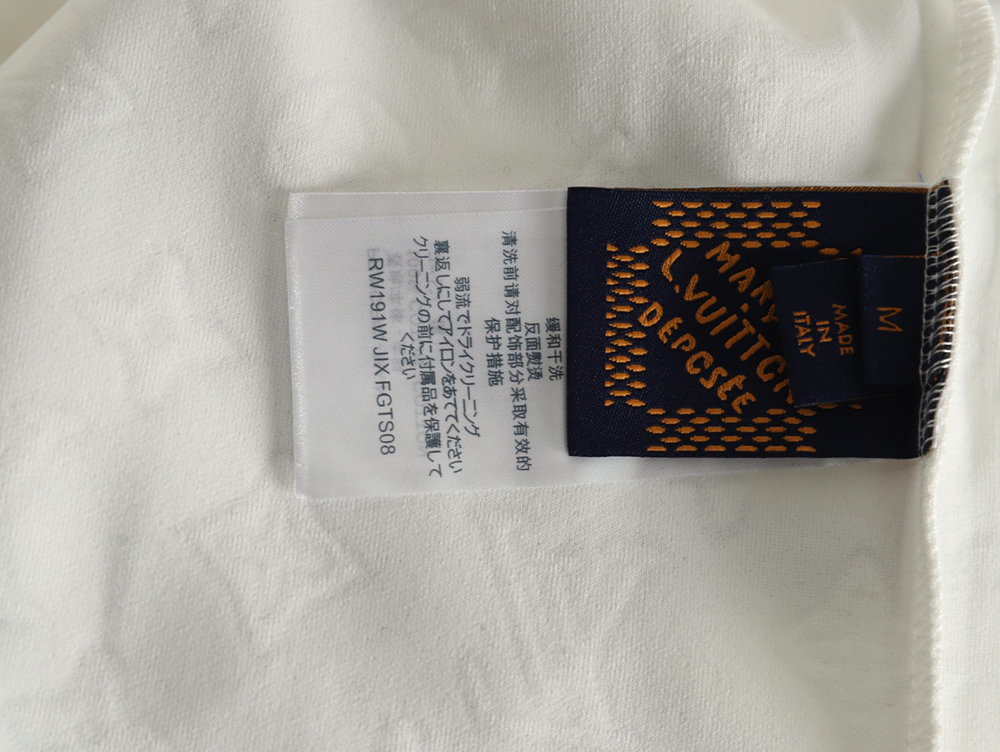 M
MADE
IN
ITALY
L.VUITTON
DÉPOSÉE
缓和干洗
反面熨烫
清洗前请对配饰部分采取有效的
保护措施
弱流でドライクリーニング
裏返しにしてアイロンをあててください
クリーニングの前に付属品を保護して
ください
RW191W JIX FGTS08